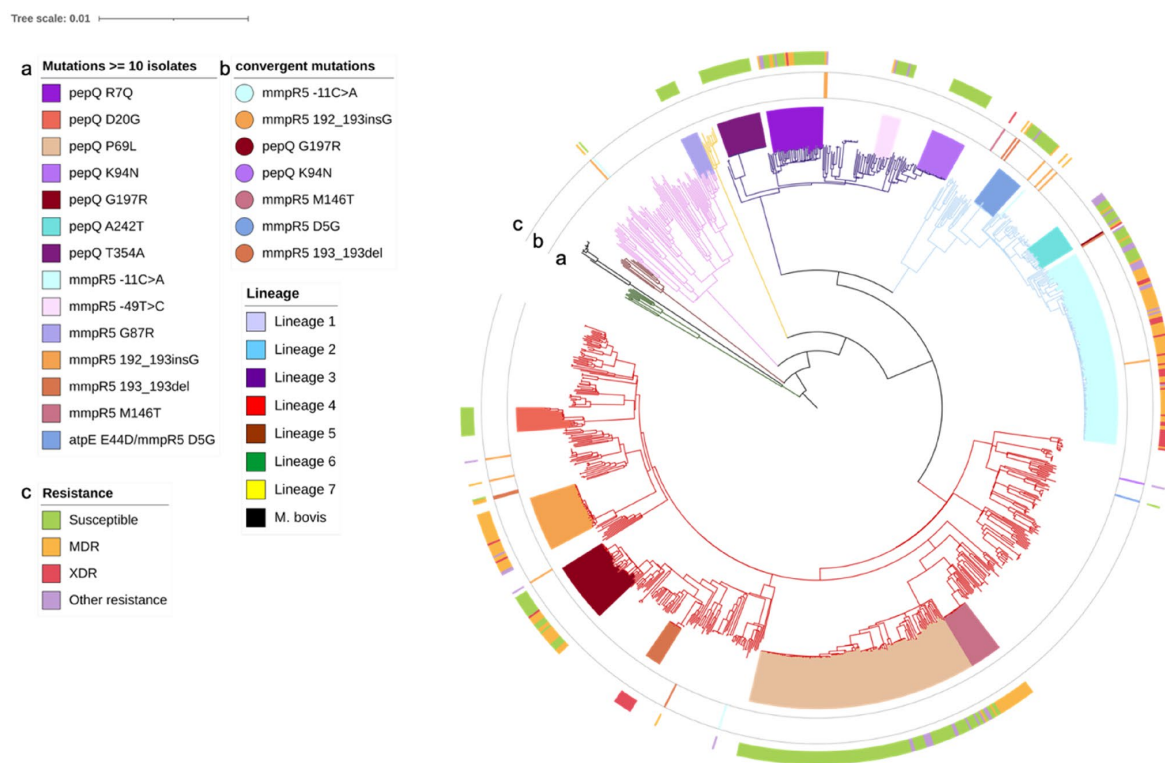 Tree scale: 0.01
a Mutations >= 10 isolates
pepQ R7Q
pepQ D20G
pepQ P69L
pepQ K94N
pepQ G197R
pepQ A242T
pepQ T354A
mmpR5 -11C>A
mmpR5 -49T>C
mmpR5 G87R
mmpR5 192_193insG
mmpR5 193_193del
mmpR5 M146T
atpE E44D/mmpR5 D5G
b convergent mutations
mmpR5 -11C>A
mmpR5 192_193insG
pepQ G197R
pepQ K94N
mmpR5 M146T
mmpR5 D5G
mmpR5 193_193del
Lineage
Lineage 1
Lineage 2
Lineage 3
Lineage 4
Lineage 5
Lineage 6
Lineage 7
M. bovis
c Resistance
Susceptible
MDR
XDR
Other resistance
c
b
a